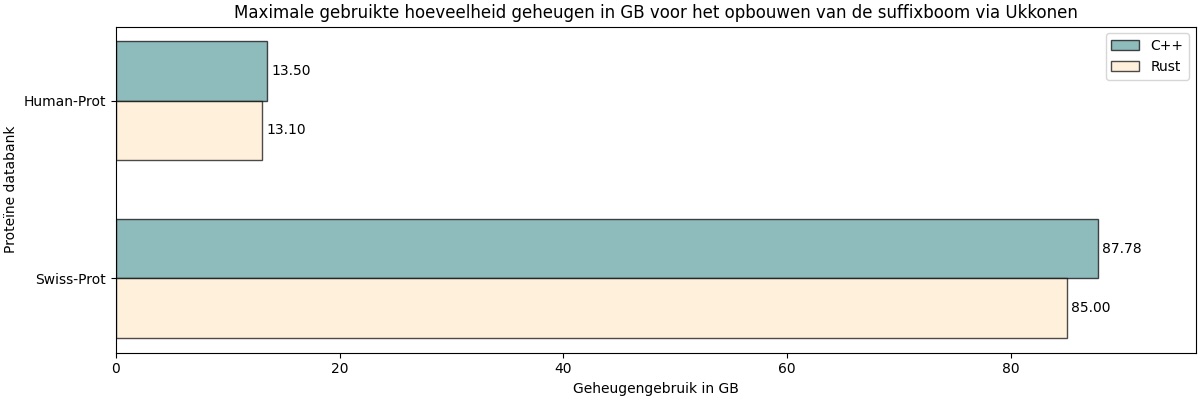 Maximale gebruikte hoeveelheid geheugen in GB voor het opbouwen van de suffixboom via Ukkonen
C++
Rust
13.50
Human-Prot
13.10
Proteïne databank
87.78
Swiss-Prot
85.00
0 20 40 60 80
Geheugengebruik in GB